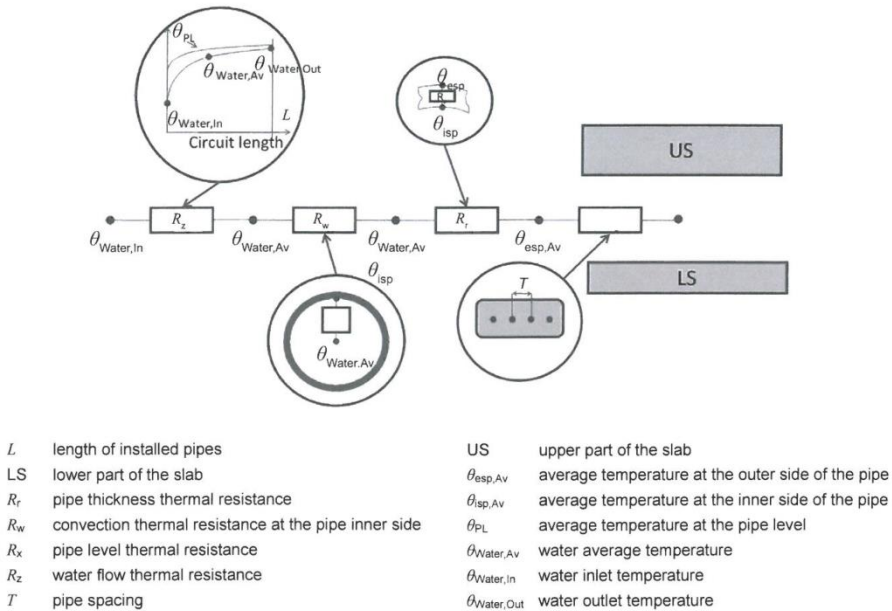 θPL
θWater,Av
θWater,Out
θWater,In
L
Circuit length
θesp
R
θisp
US
Rz
Rw
Rr
θWater,In
θWater,Av
θWater,Av
θesp,Av
θisp
θWater,Av
T
LS
L length of installed pipes
LS lower part of the slab
Rr pipe thickness thermal resistance
Rw convection thermal resistance at the pipe inner side
Rx pipe level thermal resistance
Rz water flow thermal resistance
T pipe spacing
US upper part of the slab
θesp,Av average temperature at the outer side of the pipe
θisp,Av average temperature at the inner side of the pipe
θPL average temperature at the pipe level
θWater,Av water average temperature
θWater,In water inlet temperature
θWater,Out water outlet temperature